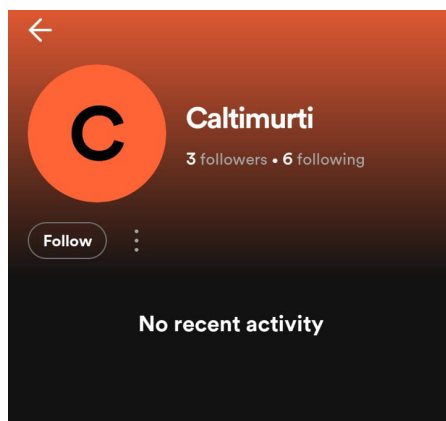 C
Caltimurti
3 followers • 6 following
Follow
No recent activity